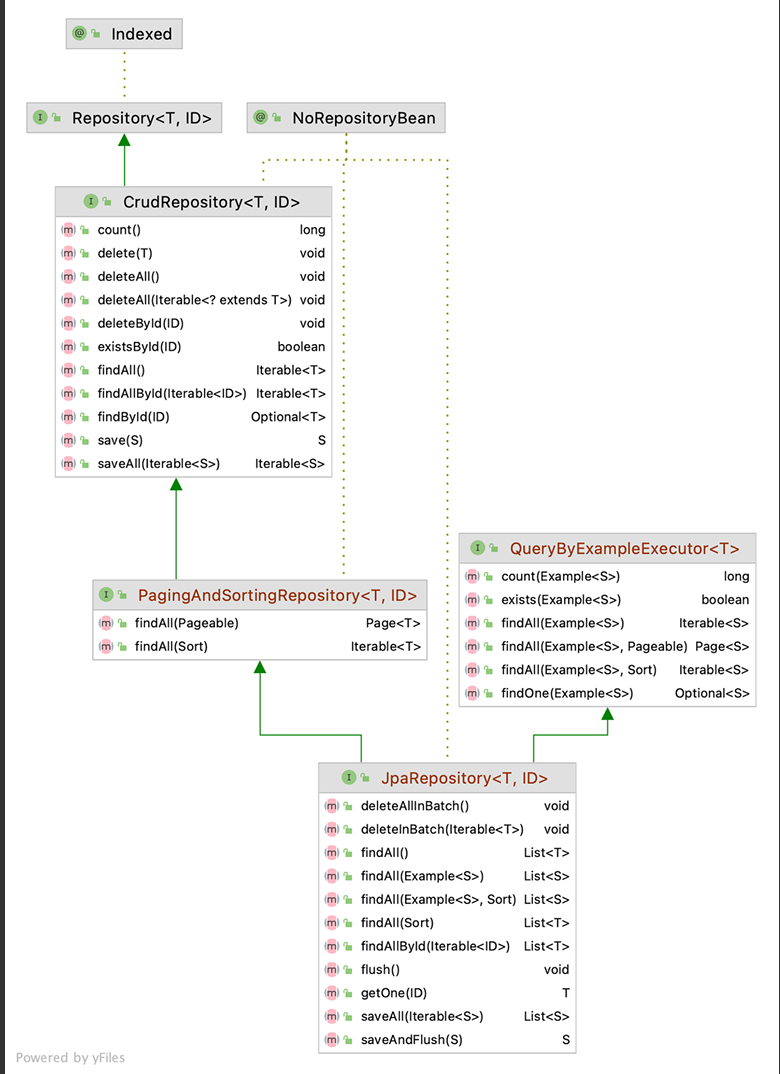 Indexed
Repository<T, ID>
NoRepositoryBean
CrudRepository<T, ID>
count() long
delete(T) void
deleteAll() void
deleteAll(Iterable<? extends T>) void
deleteById(ID) void
existsById(ID) boolean
findAll() Iterable<T>
findAllById(Iterable<ID>) Iterable<T>
findById(ID) Optional<T>
save(S) S
saveAll(Iterable<S>) Iterable<S>
QueryByExampleExecutor<T>
count(Example<S>) long
exists(Example<S>) boolean
findAll(Example<S>) Iterable<S>
findAll(Example<S>, Pageable) Page<S>
findAll(Example<S>, Sort) Iterable<S>
findOne(Example<S>) Optional<S>
PagingAndSortingRepository<T, ID>
findAll(Pageable) Page<T>
findAll(Sort) Iterable<T>
JpaRepository<T, ID>
deleteAllInBatch() void
deleteInBatch(Iterable<T>) void
findAll() List<T>
findAll(Example<S>) List<S>
findAll(Example<S>, Sort) List<S>
findAll(Sort) List<T>
findAllById(Iterable<ID>) List<T>
flush() void
getOne(ID) T
saveAll(Iterable<S>) List<S>
saveAndFlush(S) S
Powered by yFiles